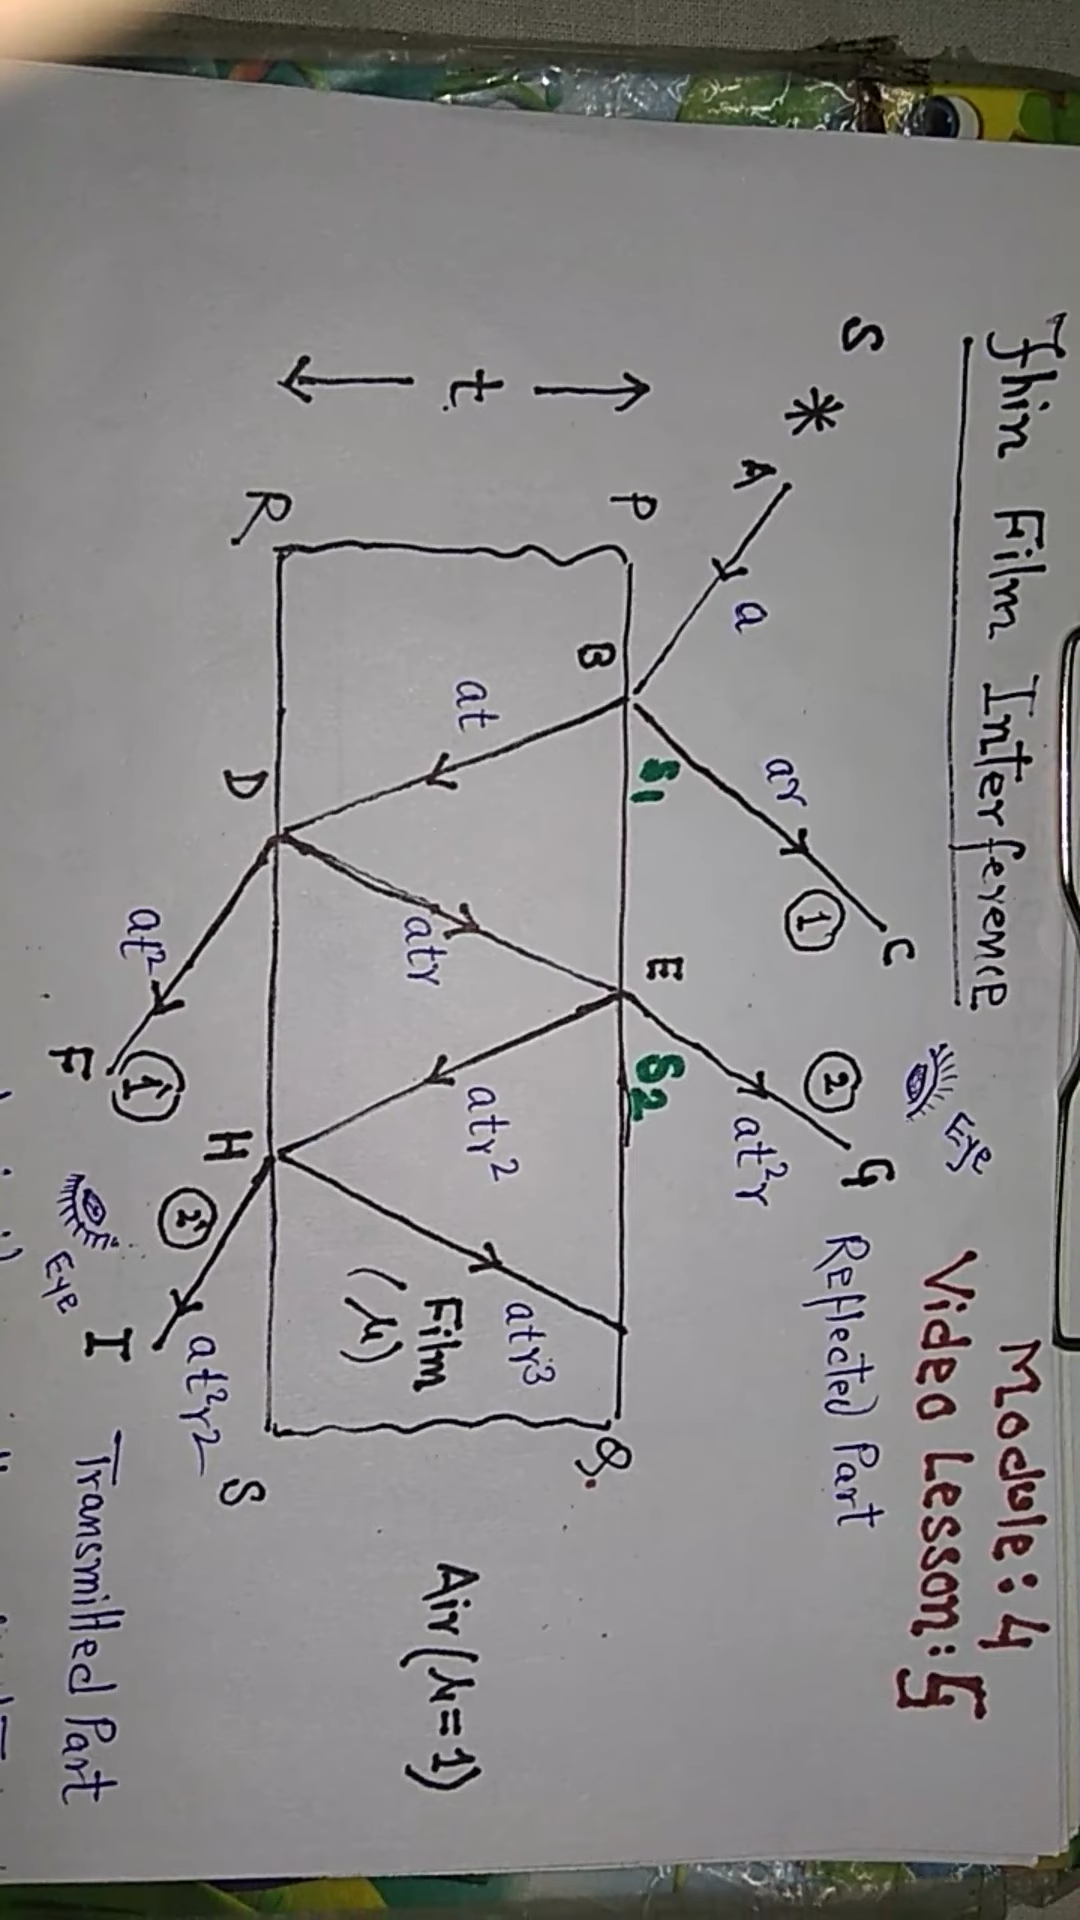 Thin Film Interference
Module: 4
Video Lesson: 5
S
Eye
C
A
a
ar
1
2
G
Reflected Part
at²r
P
B
S1
E
S2
Q.
t
at
atr
atr²
atr³
Film
(μ)
Air (μ=1)
R
D
H
S
at²
F
1
2
at²r²
Eye
I
Transmitted Part